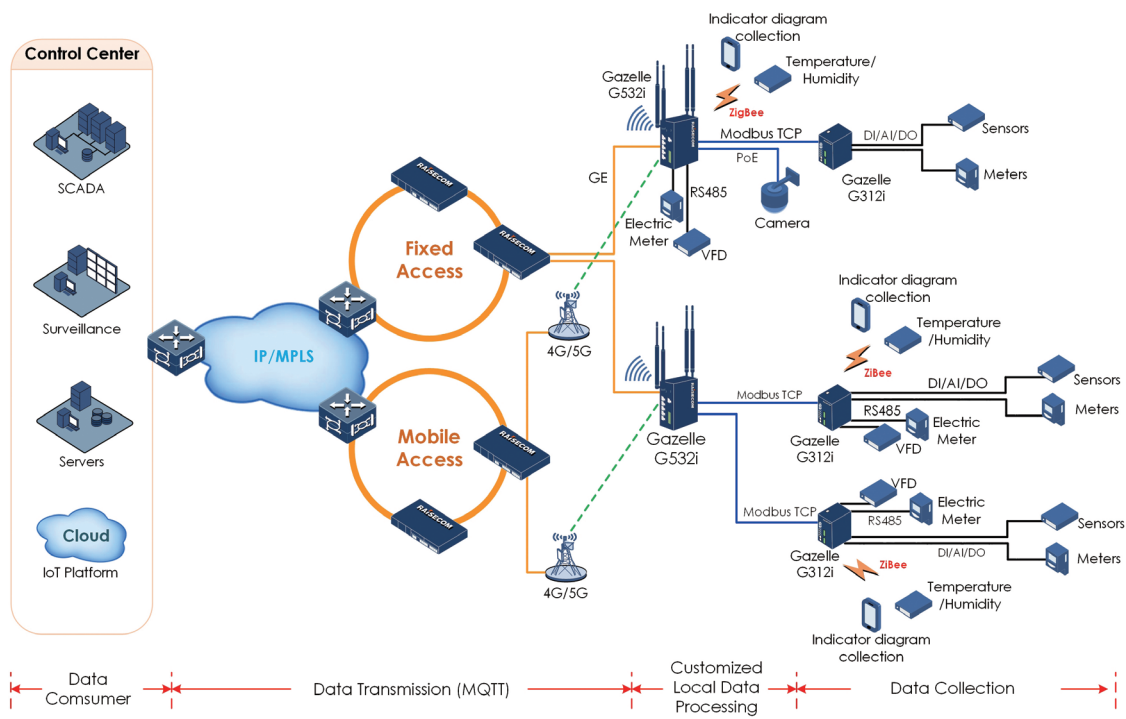 Control Center
SCADA
Surveillance
Servers
Cloud
IoT Platform
IP/MPLS
Fixed
Access
RAISECOM
RAISECOM
Mobile
Access
RAISECOM
RAISECOM
GE
4G/5G
4G/5G
Gazelle
G532i
RAISECOM
Indicator diagram
collection
Temperature/
Humidity
ZigBee
Modbus TCP
PoE
RS485
Electric
Meter
VFD
Camera
Gazelle
G312i
DI/AI/DO
Sensors
Meters
RAISECOM
Gazelle
G532i
Indicator diagram
collection
Temperature
/Humidity
ZiBee
Modbus TCP
DI/AI/DO
Sensors
Meters
RS485
Electric
Meter
VFD
Gazelle
G312i
Modbus TCP
VFD
Electric
Meter
RS485
Sensors
DI/AI/DO
Meters
Gazelle
G312i
ZiBee
Temperature
/Humidity
Indicator diagram
collection
Data
Comsumer
Data Transmission (MQTT)
Customized
Local Data
Processing
Data Collection